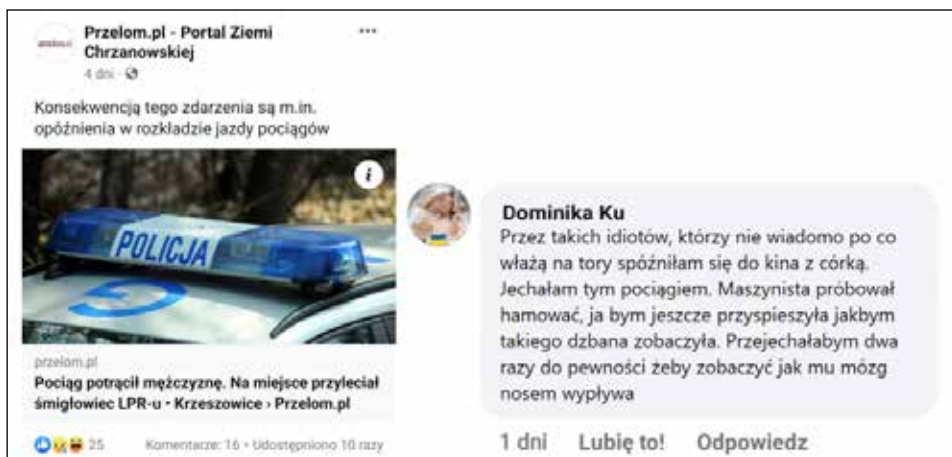 Przelom.pl - Portal Ziemi
Chrzanowskiej
4 dni
Konsekwencją tego zdarzenia są m.in.
opóźnienia w rozkładzie jazdy pociągów
POLICJA
przelom.pl
Pociąg potrącił mężczyznę. Na miejsce przyleciał
śmigłowiec LPR-u • Krzeszowice › Przelom.pl
25 Komentarze: 16 • Udostępniono 10 razy
Dominika Ku
Przez takich idiotów, którzy nie wiadomo po co
włażą na tory spóźniłam się do kina z córką.
Jechałam tym pociągiem. Maszynista próbował
hamować, ja bym jeszcze przyspieszyła jakbym
takiego dzbana zobaczyła. Przejechałabym dwa
razy do pewności żeby zobaczyć jak mu mózg
nosem wypływa
1 dni Lubię to! Odpowiedz